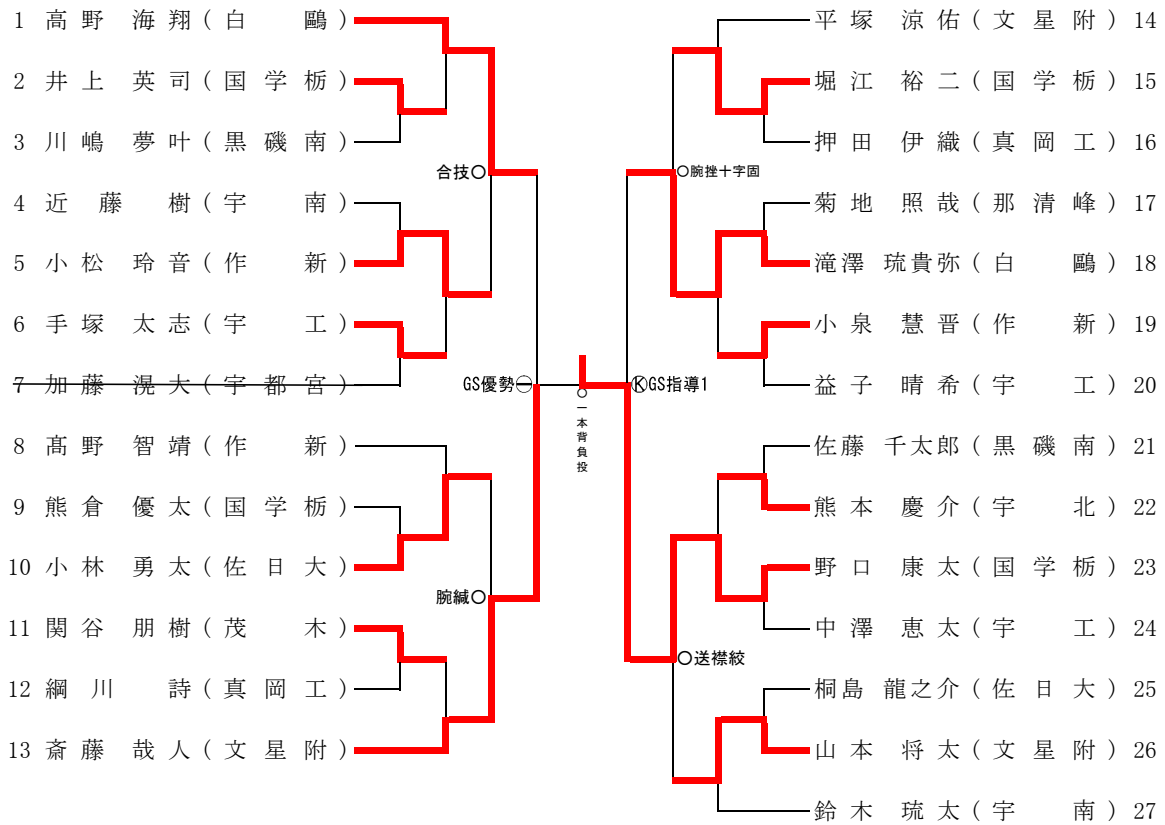 1 高野 海翔(白 鷗)
2 井上 英司(国学栃)
3 川嶋 夢叶(黒磯南)
4 近藤 樹(宇 南)
5 小松 玲音(作 新)
6 手塚 太志(宇 工)
7 加藤 滉大(宇都宮)
8 髙野 智靖(作 新)
9 熊倉 優太(国学栃)
10 小林 勇太(佐日大)
11 関谷 朋樹(茂 木)
12 綱川 詩(真岡工)
13 斎藤 哉人(文星附)
合技○
GS優勢㊀
腕緘○
○一本背負投
○腕挫十字固
ⓀGS指導1
○送襟絞
平塚 涼佑(文星附) 14
堀江 裕二(国学栃) 15
押田 伊織(真岡工) 16
菊地 照哉(那清峰) 17
滝澤 琉貴弥(白 鷗) 18
小泉 慧晋(作 新) 19
益子 晴希(宇 工) 20
佐藤 千太郎(黒磯南) 21
熊本 慶介(宇 北) 22
野口 康太(国学栃) 23
中澤 恵太(宇 工) 24
桐島 龍之介(佐日大) 25
山本 将太(文星附) 26
鈴木 琉太(宇 南) 27